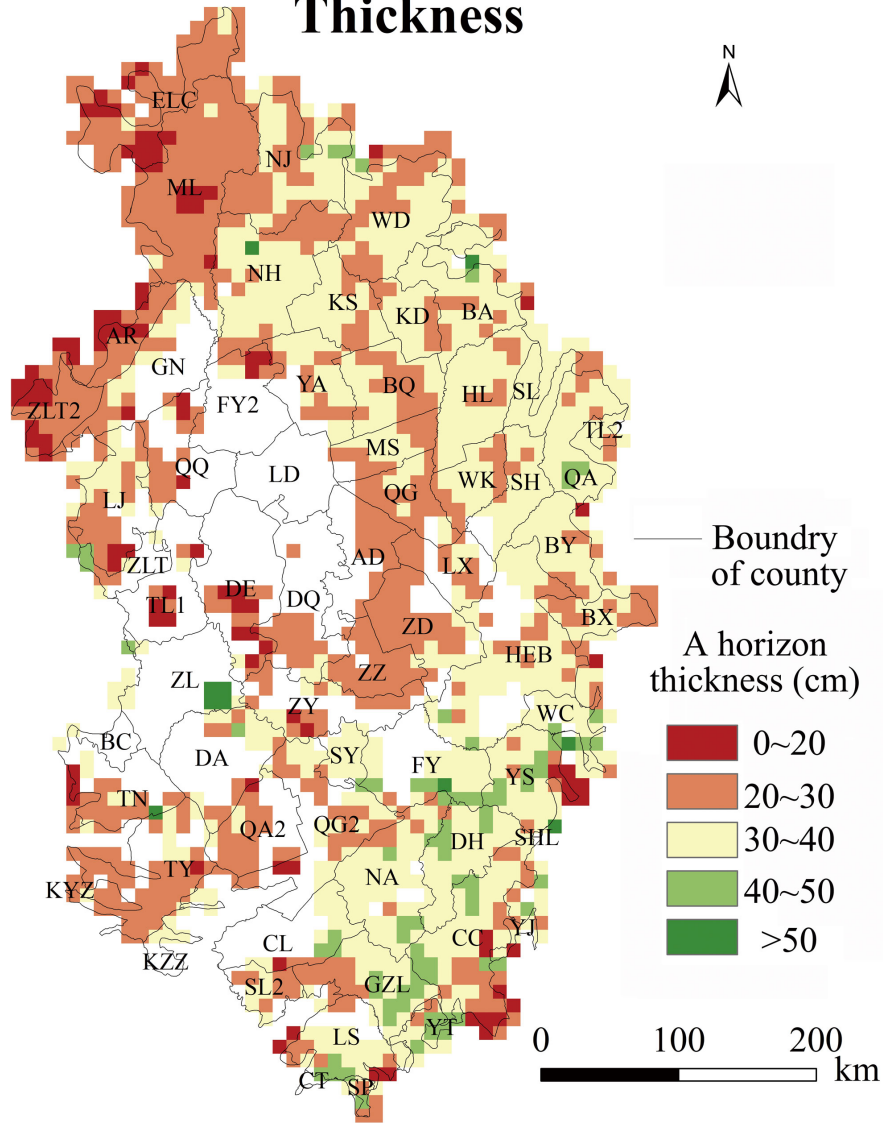 Thickness
N
ELC
NJ
ML
WD
NH
KS
KD
BA
AR
GN
YA
BQ
HL
SL
ZLT2
FY2
TL2
MS
QQ
LD
WK
SH
QA
LJ
QG
BY
AD
LX
ZLT
Boundry
of county
TL1
DE
DQ
BX
ZD
HEB
ZZ
A horizon
thickness (cm)
ZL
ZY
WC
BC
DA
SY
FY
YS
0~20
TN
20~30
QA2
QG2
DH
SHL
30~40
TY
NA
KYZ
40~50
YJ
CL
CC
>50
KZZ
SL2
GZL
YT
LS
0 100 200
km
CT
SP